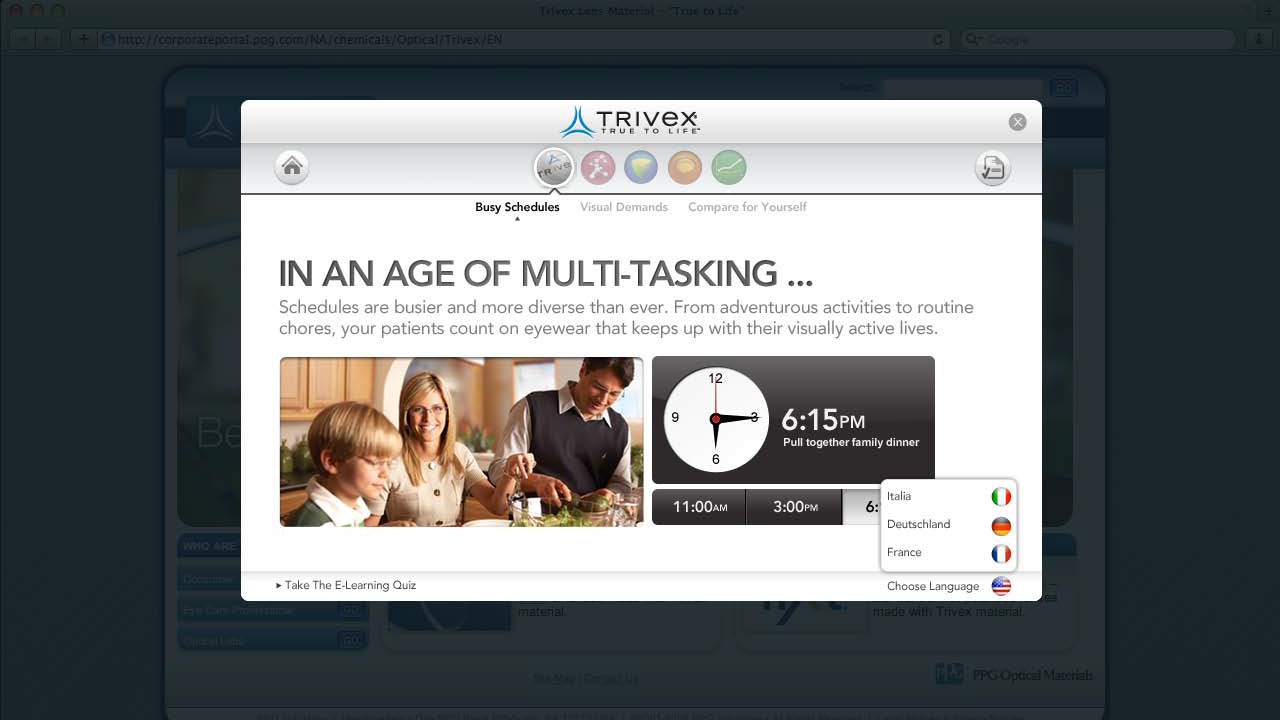 Trivex Lens Material – "True to Life"
http://corporateportal.ppg.com/NA/chemicals/Optical/Trivex/EN
Google
Search
GO
TRIVEX
TRUE TO LIFE
Busy Schedules
Visual Demands
Compare for Yourself
IN AN AGE OF MULTI-TASKING ...
Schedules are busier and more diverse than ever. From adventurous activities to routine
chores, your patients count on eyewear that keeps up with their visually active lives.
12
9
3
6
6:15PM
Pull together family dinner
11:00AM
3:00PM
6:
Italia
Deutschland
France
Choose Language
Take The E-Learning Quiz
Be
WHO ARE
Consumer
Eye Care Professional
GO
Optical Labs
GO
material.
made with Trivex material.
Site Map | Contact Us
PPG Optical Materials